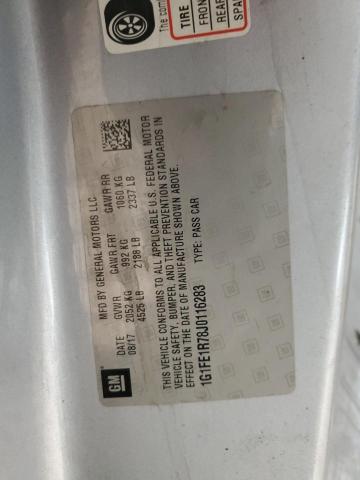 The com
TIRE
FRON
REAR
SPA
GM
MFD BY GENERAL MOTORS LLC
DATE GVWR GAWR FRT GAWR RR
08/17 2052 KG 992 KG 1060 KG
4525 LB 2188 LB 2337 LB
THIS VEHICLE CONFORMS TO ALL APPLICABLE U.S. FEDERAL MOTOR
VEHICLE SAFETY, BUMPER, AND THEFT PREVENTION STANDARDS IN
EFFECT ON THE DATE OF MANUFACTURE SHOWN ABOVE.
1G1FE1R78J0116283 TYPE: PASS CAR